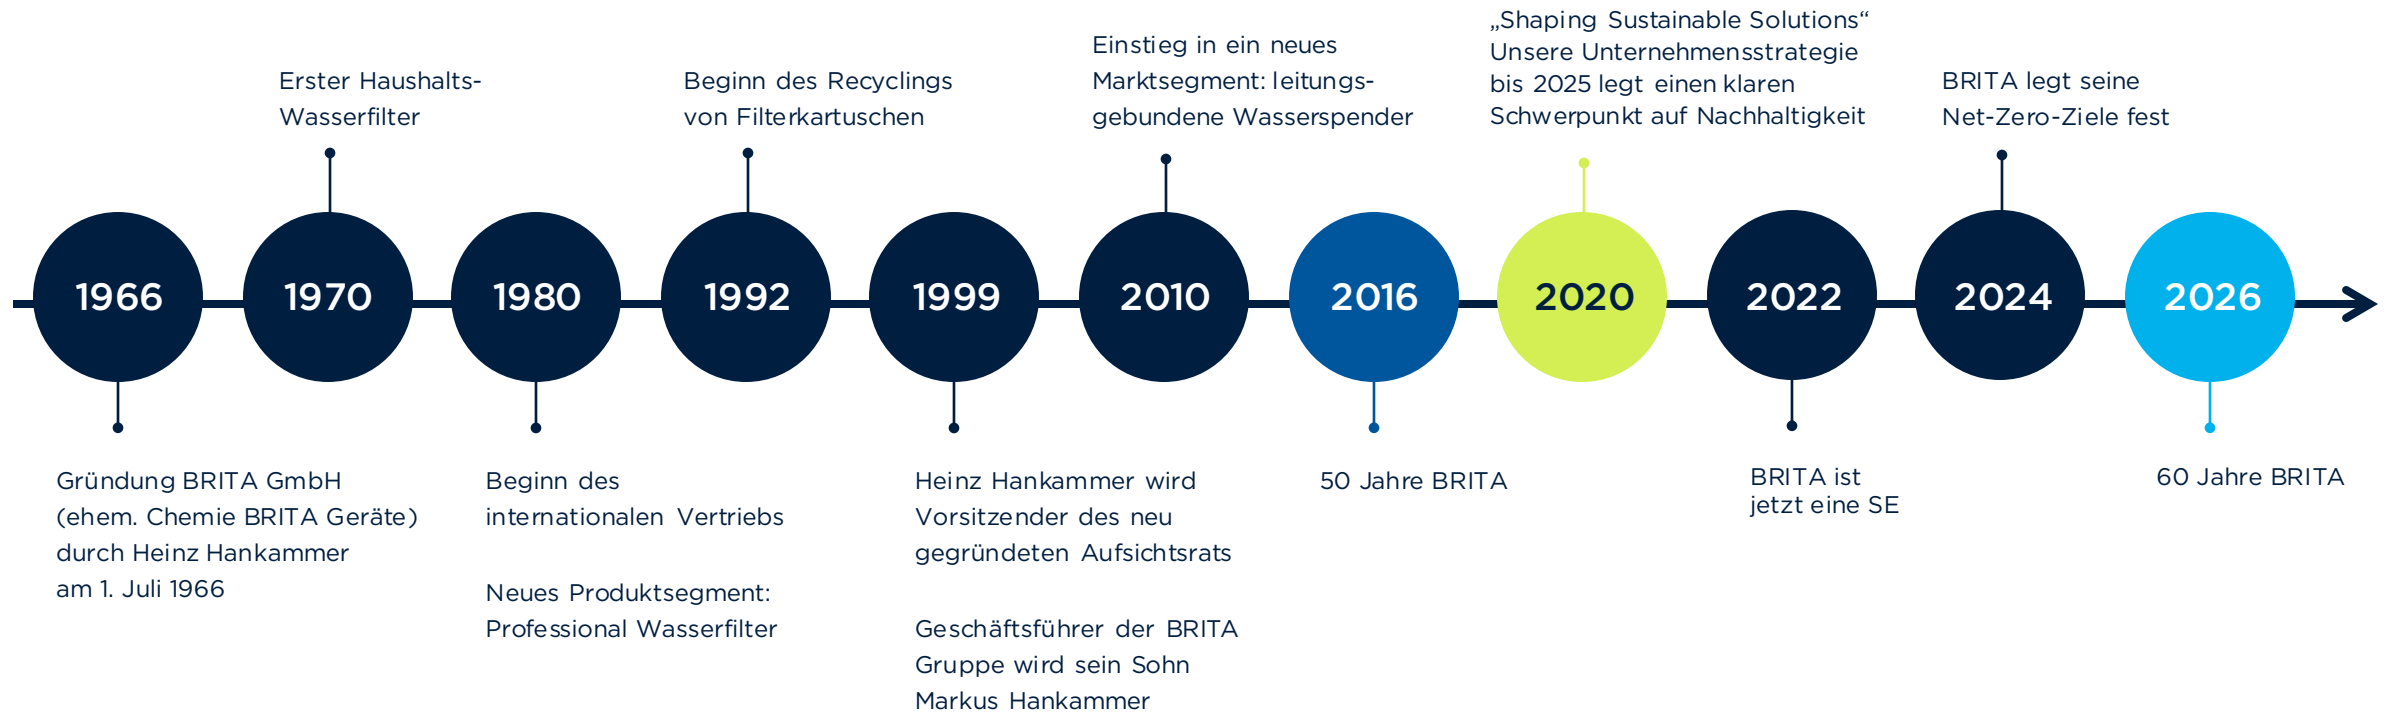 1966
Gründung BRITA GmbH
(ehem. Chemie BRITA Geräte)
durch Heinz Hankammer
am 1. Juli 1966
Erster Haushalts-
Wasserfilter
1970
1980
Beginn des
internationalen Vertriebs
Neues Produktsegment:
Professional Wasserfilter
Beginn des Recyclings
von Filterkartuschen
1992
1999
Heinz Hankammer wird
Vorsitzender des neu
gegründeten Aufsichtsrats
Geschäftsführer der BRITA
Gruppe wird sein Sohn
Markus Hankammer
Einstieg in ein neues
Marktsegment: leitungs-
gebundene Wasserspender
2010
2016
50 Jahre BRITA
„Shaping Sustainable Solutions“
Unsere Unternehmensstrategie
bis 2025 legt einen klaren
Schwerpunkt auf Nachhaltigkeit
2020
2022
BRITA ist
jetzt eine SE
BRITA legt seine
Net-Zero-Ziele fest
2024
2026
60 Jahre BRITA